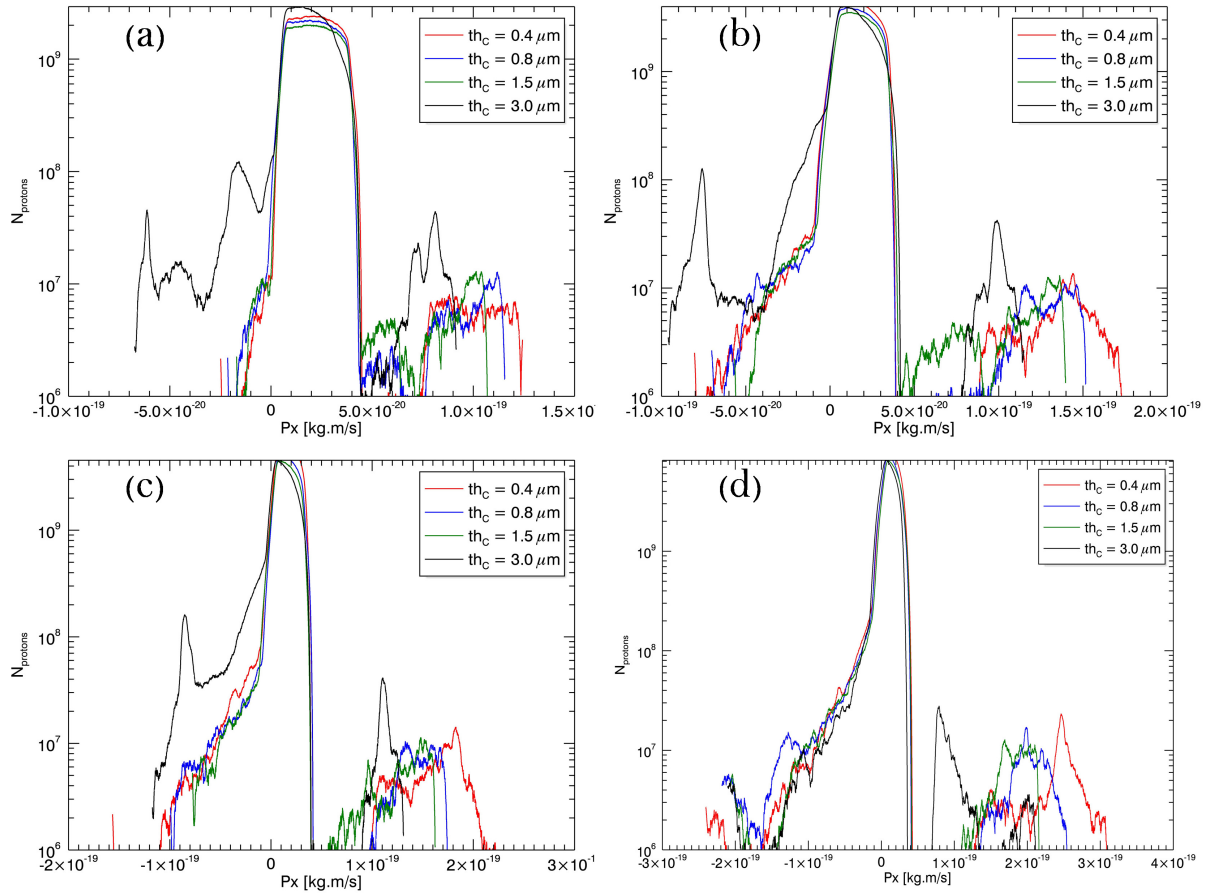 (a)
th_C = 0.4 μm
th_C = 0.8 μm
th_C = 1.5 μm
th_C = 3.0 μm
N_protons
10^9
10^8
10^7
10^6
-1.0×10^-19
-5.0×10^-20
0
5.0×10^-20
1.0×10^-19
1.5×10
Px [kg.m/s]
(b)
th_C = 0.4 μm
th_C = 0.8 μm
th_C = 1.5 μm
th_C = 3.0 μm
N_protons
10^9
10^8
10^7
10^6
-1.0×10^-19
-5.0×10^-20
0
5.0×10^-20
1.0×10^-19
1.5×10^-19
2.0×10^-19
Px [kg.m/s]
(c)
th_C = 0.4 μm
th_C = 0.8 μm
th_C = 1.5 μm
th_C = 3.0 μm
N_protons
10^9
10^8
10^7
10^6
-2×10^-19
-1×10^-19
0
1×10^-19
2×10^-19
3×10^-1
Px [kg.m/s]
(d)
th_C = 0.4 μm
th_C = 0.8 μm
th_C = 1.5 μm
th_C = 3.0 μm
N_protons
10^9
10^8
10^7
10^6
-3×10^-19
-2×10^-19
-1×10^-19
0
1×10^-19
2×10^-19
3×10^-19
4×10^-19
Px [kg.m/s]